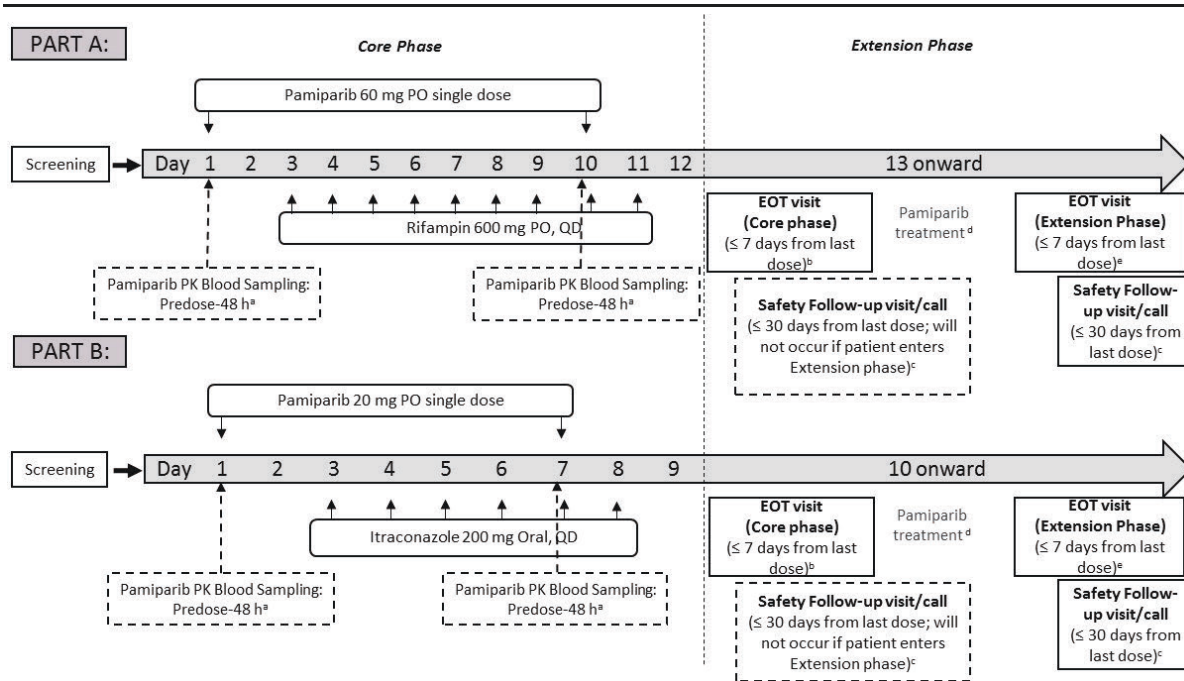 PART A:
Core Phase
Extension Phase
Pamiparib 60 mg PO single dose
Screening
Day 1 2 3 4 5 6 7 8 9 10 11 12
13 onward
Rifampin 600 mg PO, QD
Pamiparib PK Blood Sampling:
Predose-48 hᵃ
Pamiparib PK Blood Sampling:
Predose-48 hᵃ
EOT visit
(Core phase)
(≤ 7 days from last
dose)ᵇ
Pamiparib
treatment ᵈ
EOT visit
(Extension Phase)
(≤ 7 days from last
dose)ᵉ
Safety Follow-up visit/call
(≤ 30 days from last dose; will
not occur if patient enters
Extension phase)ᶜ
Safety Follow-
up visit/call
(≤ 30 days from
last dose)ᶜ
PART B:
Pamiparib 20 mg PO single dose
Screening
Day 1 2 3 4 5 6 7 8 9
10 onward
Itraconazole 200 mg Oral, QD
Pamiparib PK Blood Sampling:
Predose-48 hᵃ
Pamiparib PK Blood Sampling:
Predose-48 hᵃ
EOT visit
(Core phase)
(≤ 7 days from last
dose)ᵇ
Pamiparib
treatment ᵈ
EOT visit
(Extension Phase)
(≤ 7 days from last
dose)ᵉ
Safety Follow-up visit/call
(≤ 30 days from last dose; will
not occur if patient enters
Extension phase)ᶜ
Safety Follow-
up visit/call
(≤ 30 days from
last dose)ᶜ